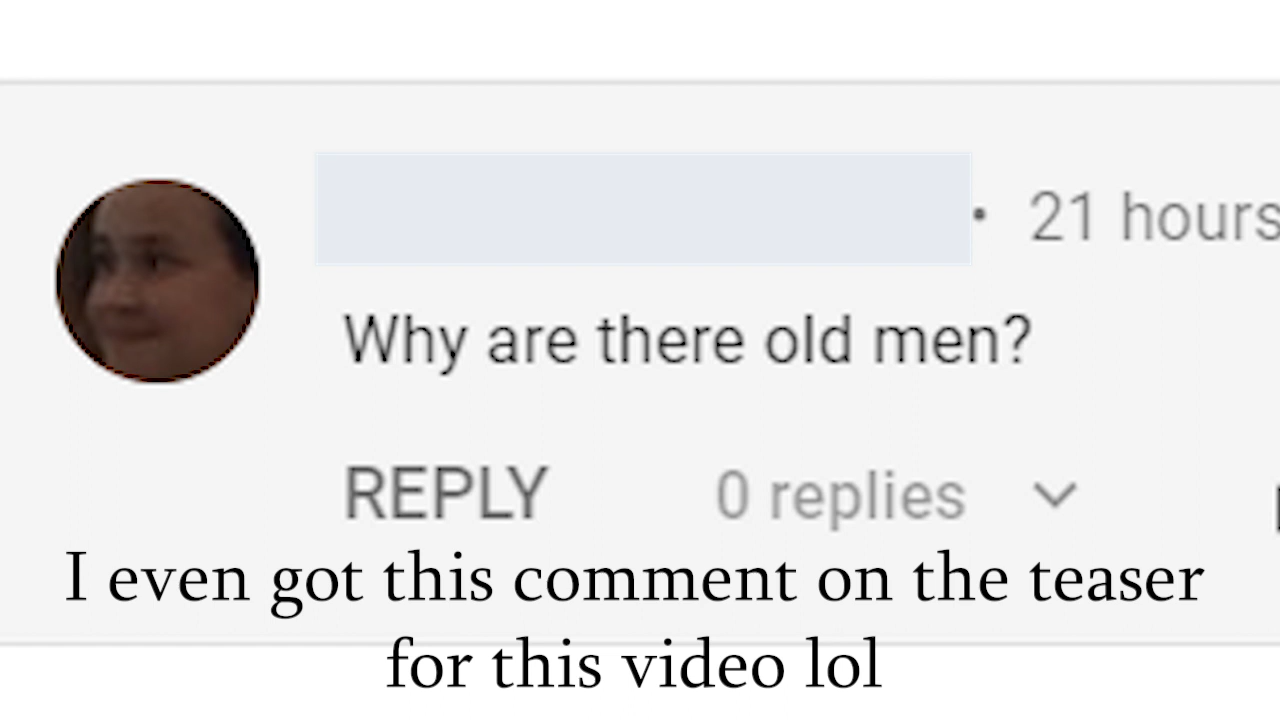 • 21 hours
Why are there old men?
REPLY 0 replies
I even got this comment on the teaser
for this video lol